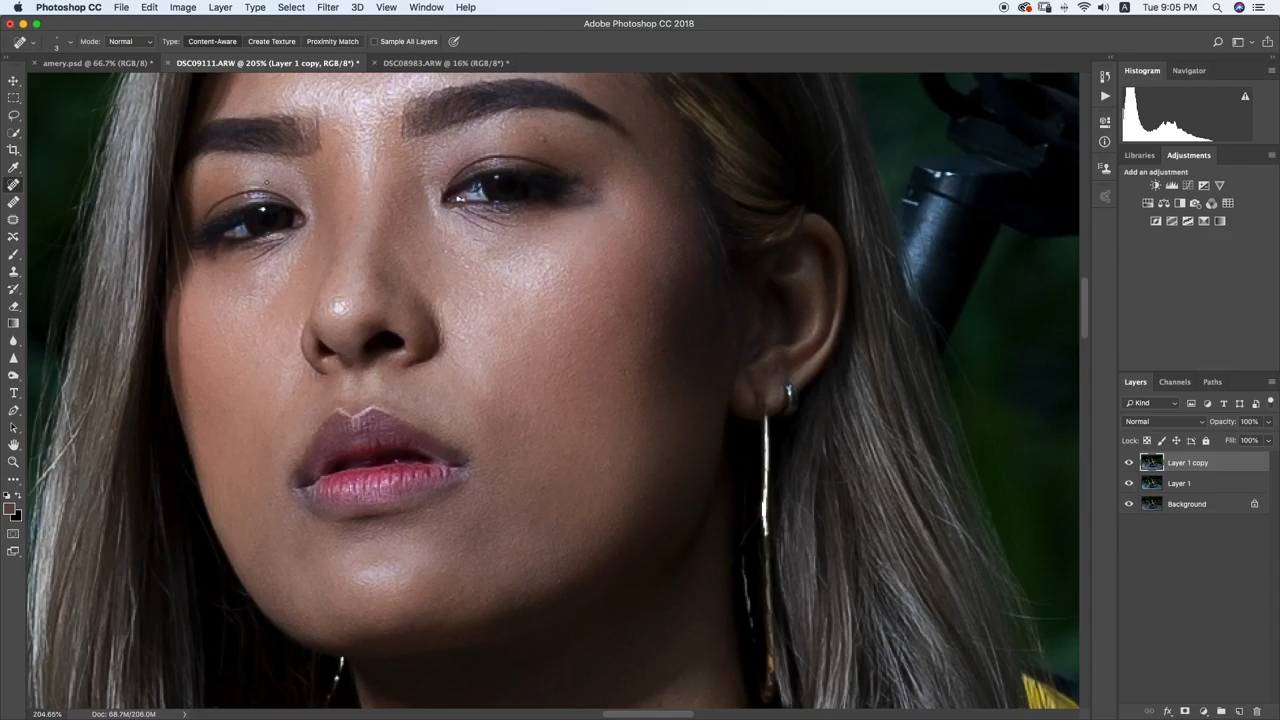 Photoshop CC File Edit Image Layer Type Select Filter 3D View Window Help Tue 9:05 PM
Adobe Photoshop CC 2018
3 Mode: Normal Type: Content-Aware Create Texture Proximity Match Sample All Layers
amery.psd @ 66.7% (RGB/8) * DSC09111.ARW @ 205% (Layer 1 copy, RGB/8*) * DSC08983.ARW @ 16% (RGB/8*) *
Histogram Navigator
Libraries Adjustments
Add an adjustment
Layers Channels Paths
Kind
Normal Opacity: 100%
Lock: Fill: 100%
Layer 1 copy
Layer 1
Background
204.65% Doc: 68.7M/206.0M